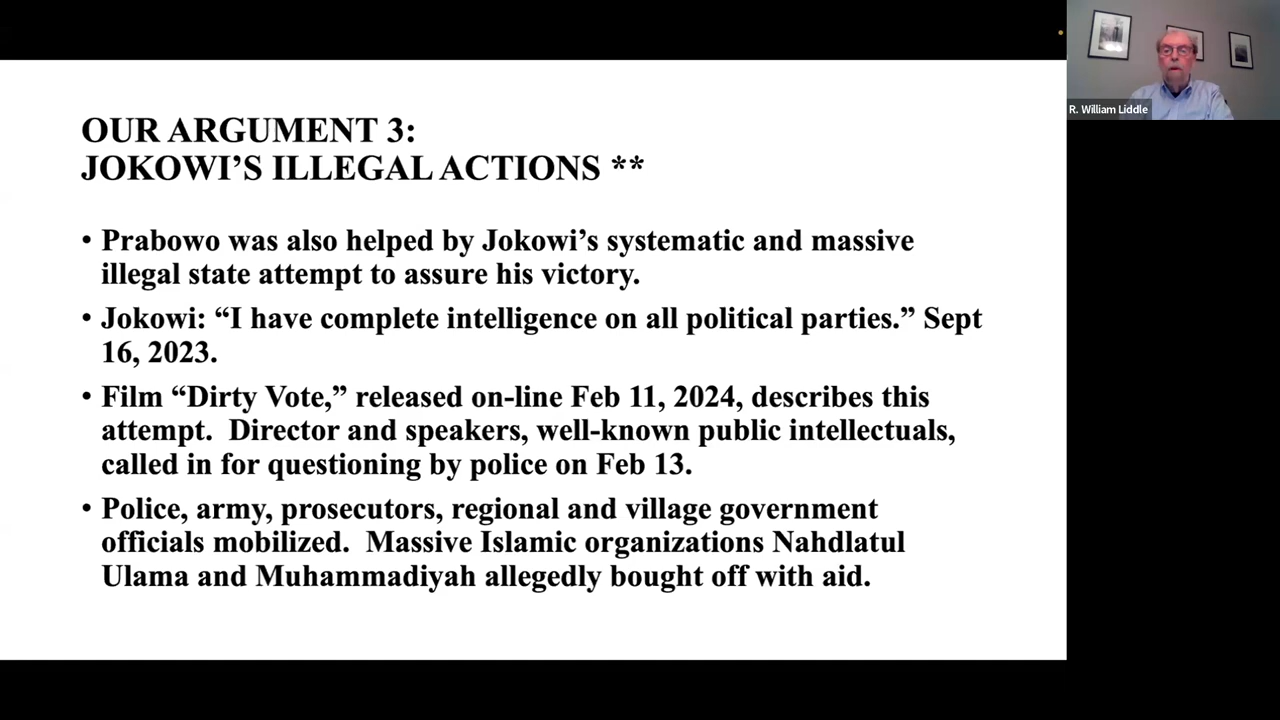 OUR ARGUMENT 3:
JOKOWI’S ILLEGAL ACTIONS **
• Prabowo was also helped by Jokowi’s systematic and massive
illegal state attempt to assure his victory.
• Jokowi: “I have complete intelligence on all political parties.” Sept
16, 2023.
• Film “Dirty Vote,” released on-line Feb 11, 2024, describes this
attempt.  Director and speakers, well-known public intellectuals,
called in for questioning by police on Feb 13.
• Police, army, prosecutors, regional and village government
officials mobilized.  Massive Islamic organizations Nahdlatul
Ulama and Muhammadiyah allegedly bought off with aid.
R. William Liddle